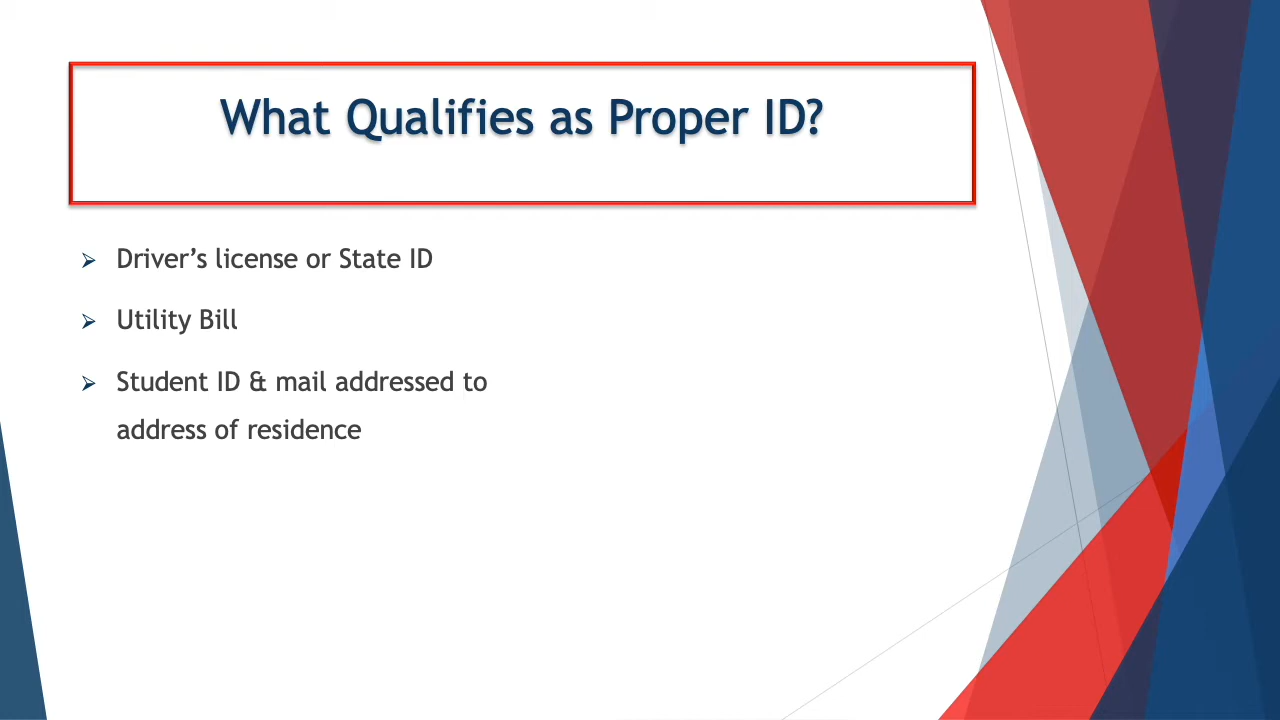 What Qualifies as Proper ID?
➢ Driver’s license or State ID
➢ Utility Bill
➢ Student ID & mail addressed to
address of residence